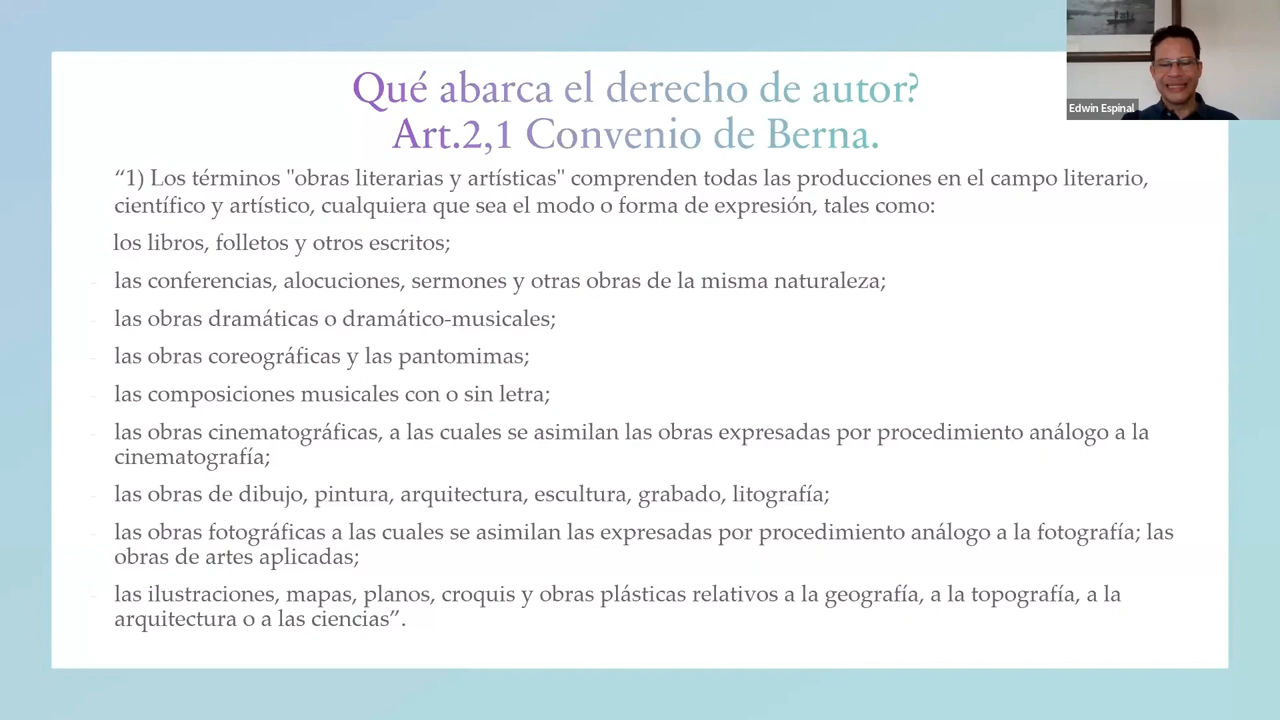 Qué abarca el derecho de autor?
Art.2,1 Convenio de Berna.
Edwin Espinal
“1) Los términos "obras literarias y artísticas" comprenden todas las producciones en el campo literario,
científico y artístico, cualquiera que sea el modo o forma de expresión, tales como:
los libros, folletos y otros escritos;
- las conferencias, alocuciones, sermones y otras obras de la misma naturaleza;
- las obras dramáticas o dramático-musicales;
- las obras coreográficas y las pantomimas;
- las composiciones musicales con o sin letra;
- las obras cinematográficas, a las cuales se asimilan las obras expresadas por procedimiento análogo a la
cinematografía;
- las obras de dibujo, pintura, arquitectura, escultura, grabado, litografía;
- las obras fotográficas a las cuales se asimilan las expresadas por procedimiento análogo a la fotografía; las
obras de artes aplicadas;
- las ilustraciones, mapas, planos, croquis y obras plásticas relativos a la geografía, a la topografía, a la
arquitectura o a las ciencias”.